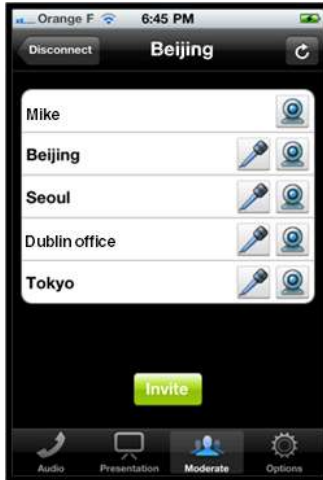 Orange F 6:45 PM
Disconnect Beijing
Mike
Beijing
Seoul
Dublin office
Tokyo
Invite
Audio Presentation Moderate Options